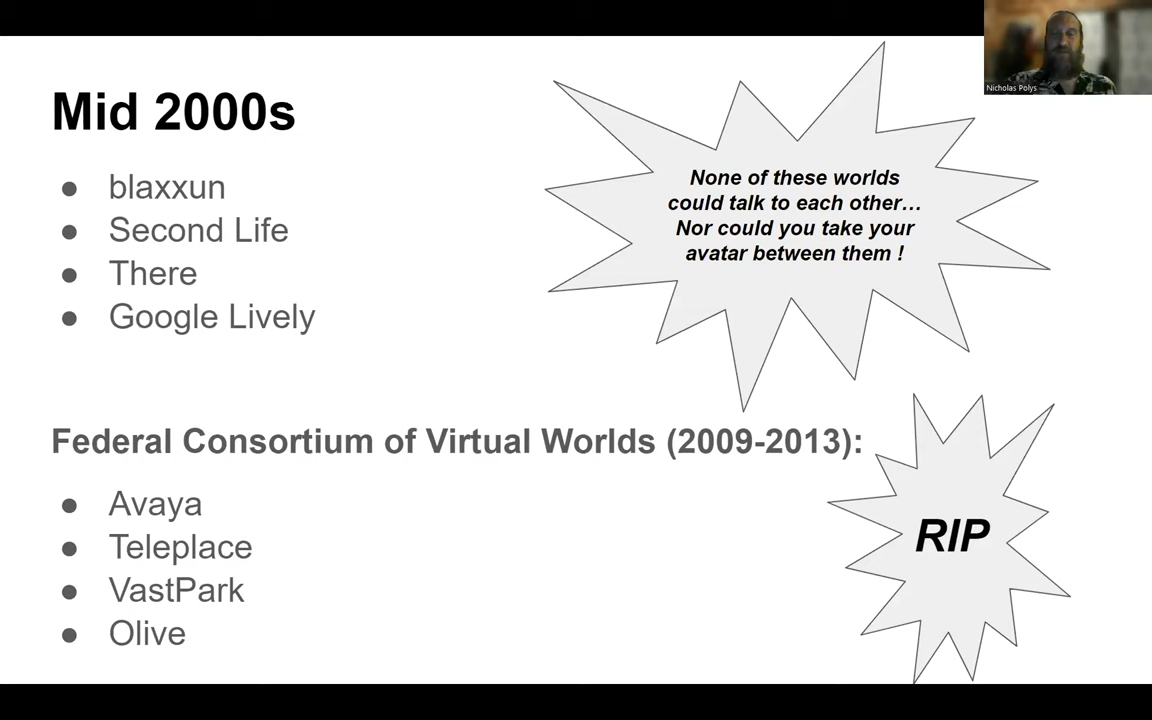 Mid 2000s
● blaxxun
● Second Life
● There
● Google Lively
None of these worlds
could talk to each other…
Nor could you take your
avatar between them !
Federal Consortium of Virtual Worlds (2009-2013):
● Avaya
● Teleplace
● VastPark
● Olive
RIP
Nicholas Polys